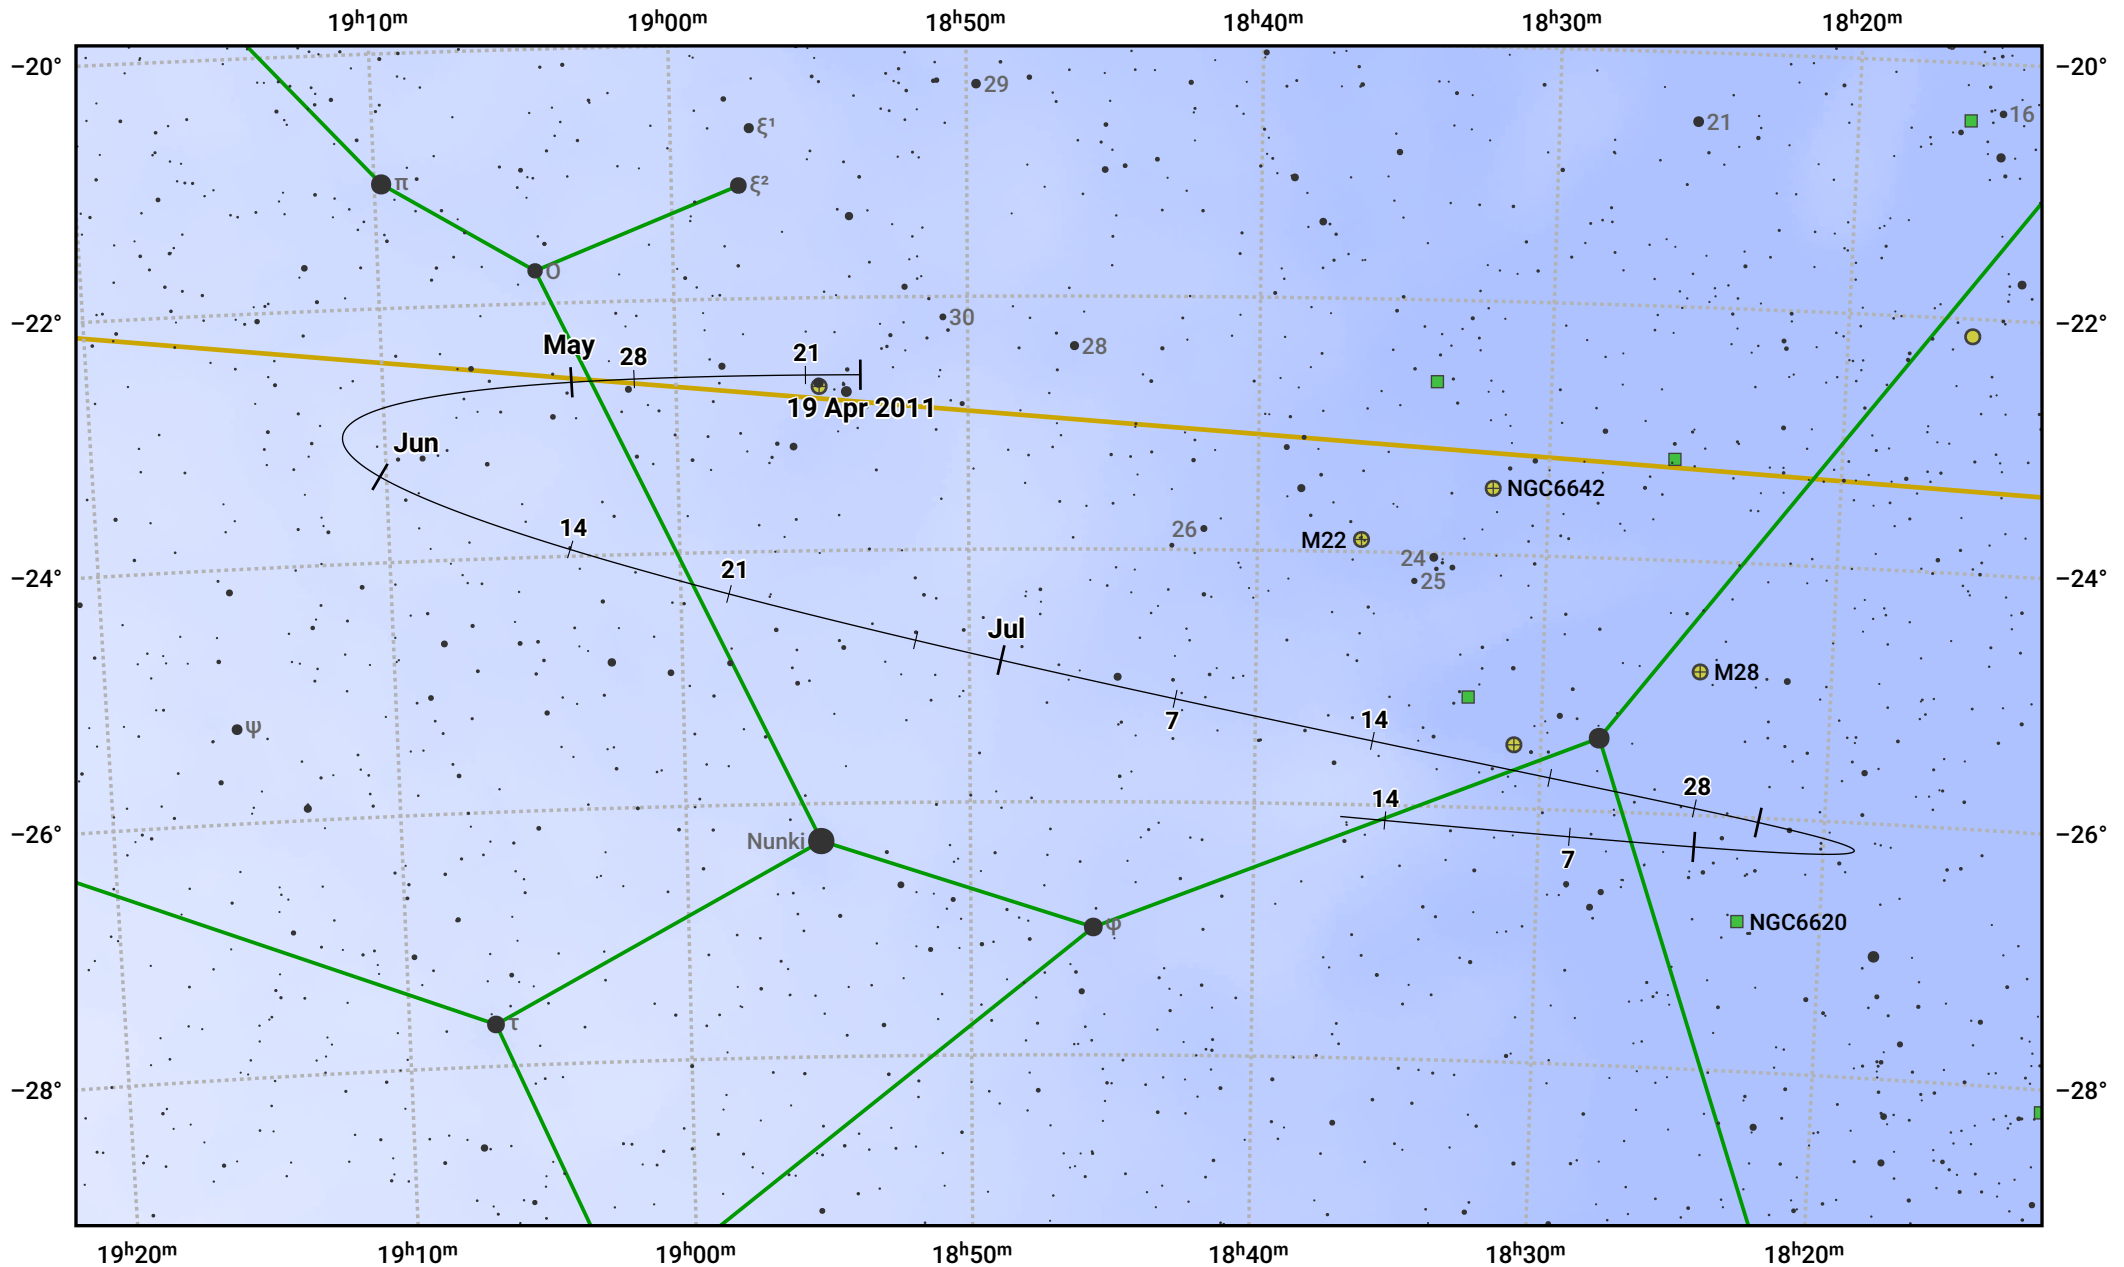 19h10m 19h00m 18h50m 18h40m 18h30m 18h20m
−20° −20°
29
16
21
ξ¹
π
ξ²
ο
30
−22° −22°
28
May
28
21
19 Apr 2011
Jun
NGC6642
14
26
M22
24
−24° 21 25 −24°
Jul
M28
ψ
7
14
28
14
−26° −26°
Nunki
7
φ
NGC6620
τ
−28° −28°
19h20m 19h10m 19h00m 18h50m 18h40m 18h30m 18h20m